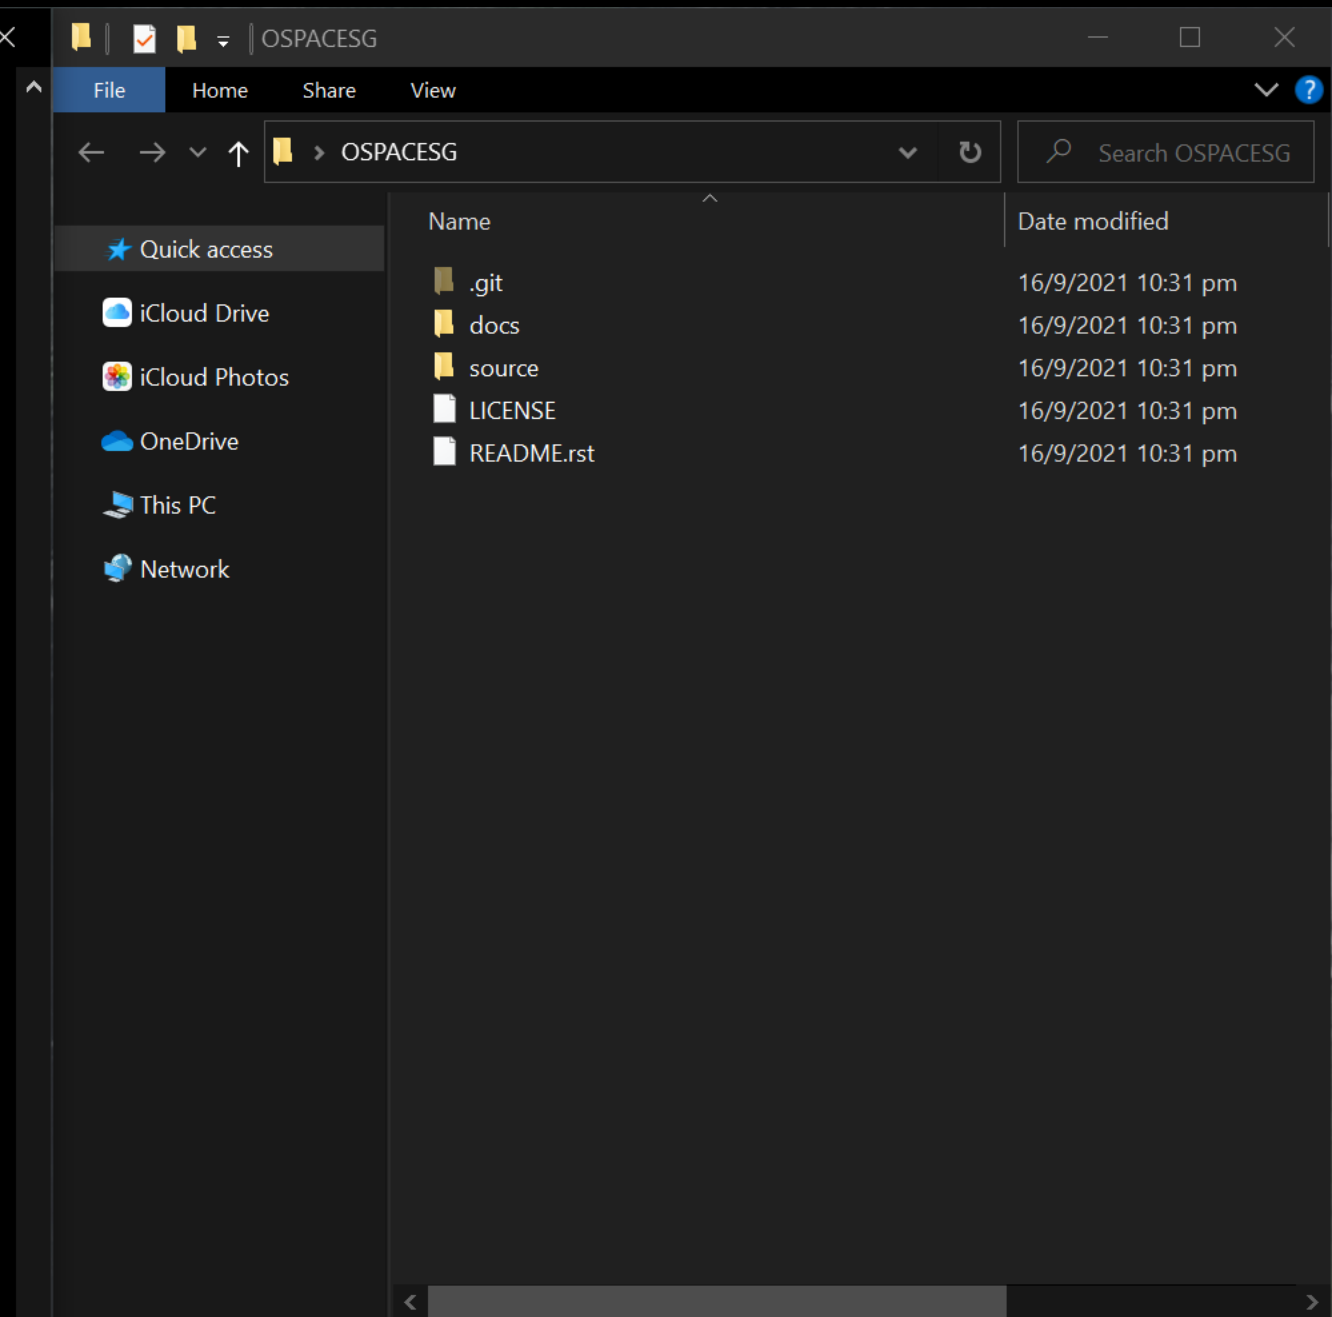 OSPACESG
File Home Share View
OSPACESG Search OSPACESG
Name Date modified
Quick access
iCloud Drive
iCloud Photos
OneDrive
This PC
Network
.git 16/9/2021 10:31 pm
docs 16/9/2021 10:31 pm
source 16/9/2021 10:31 pm
LICENSE 16/9/2021 10:31 pm
README.rst 16/9/2021 10:31 pm